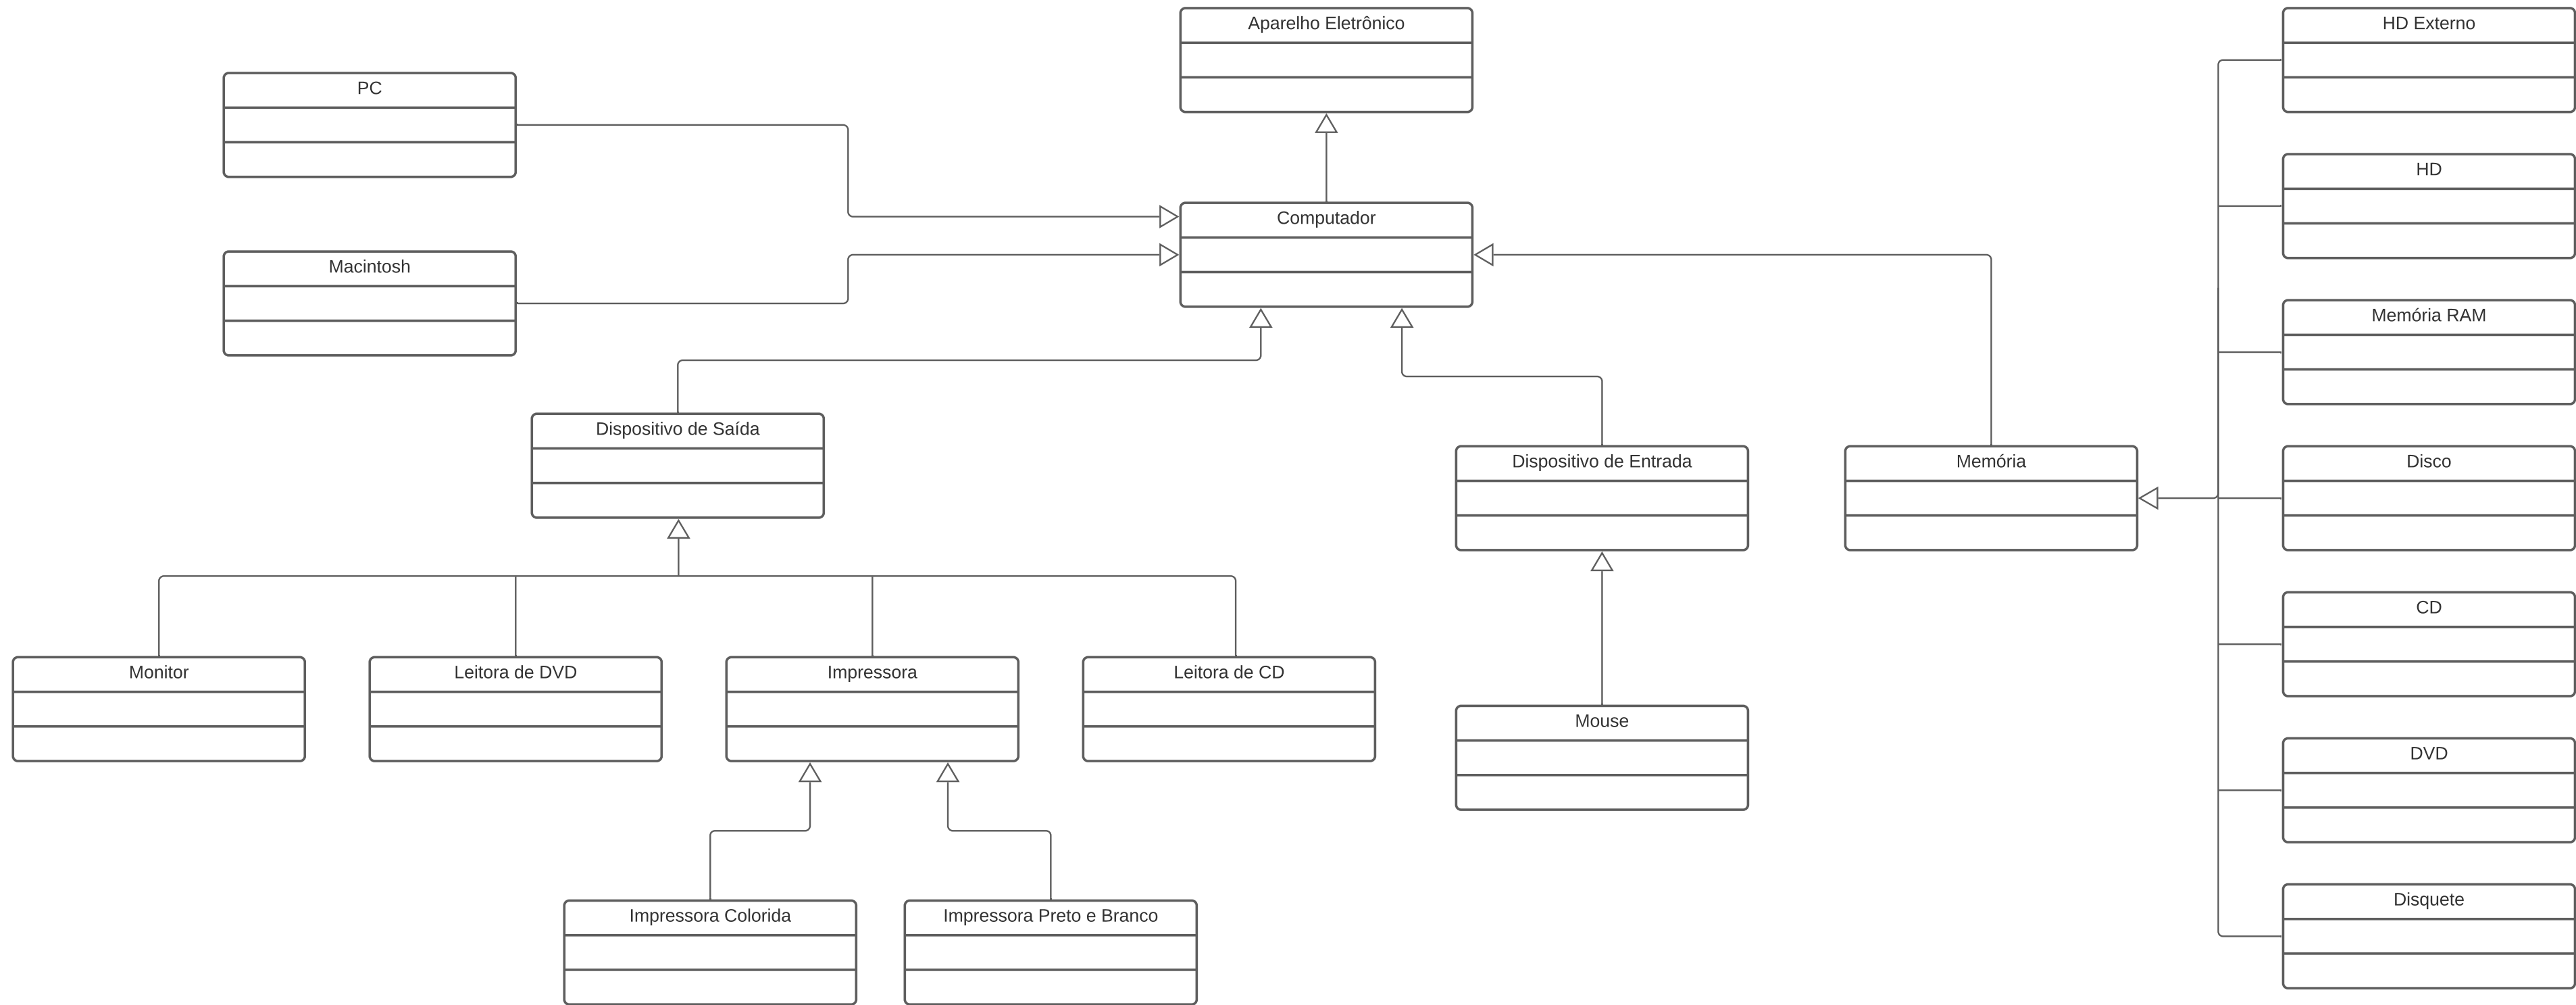 Aparelho Eletrônico
HD Externo
PC
HD
Computador
Macintosh
Memória RAM
Dispositivo de Saída
Dispositivo de Entrada
Memória
Disco
CD
Monitor
Leitora de DVD
Impressora
Leitora de CD
Mouse
DVD
Impressora Colorida
Impressora Preto e Branco
Disquete